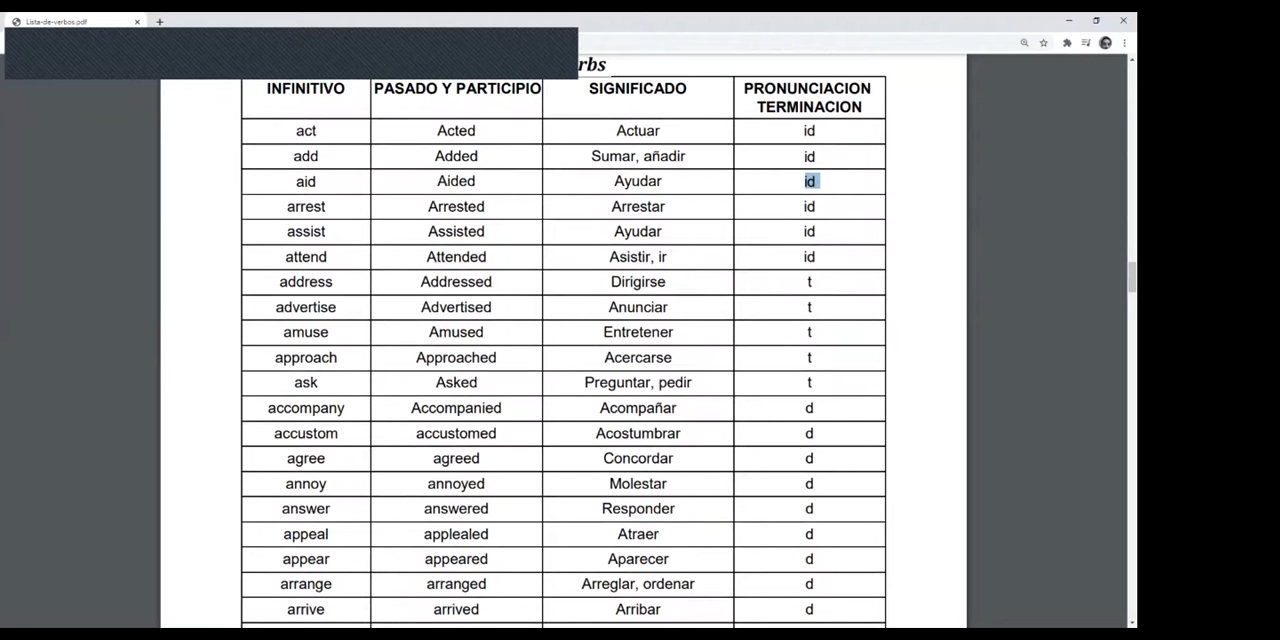 Lista-de-verbos.pdf
rbs
INFINITIVO PASADO Y PARTICIPIO SIGNIFICADO PRONUNCIACION TERMINACION
act Acted Actuar id
add Added Sumar, añadir id
aid Aided Ayudar id
arrest Arrested Arrestar id
assist Assisted Ayudar id
attend Attended Asistir, ir id
address Addressed Dirigirse t
advertise Advertised Anunciar t
amuse Amused Entretener t
approach Approached Acercarse t
ask Asked Preguntar, pedir t
accompany Accompanied Acompañar d
accustom accustomed Acostumbrar d
agree agreed Concordar d
annoy annoyed Molestar d
answer answered Responder d
appeal applealed Atraer d
appear appeared Aparecer d
arrange arranged Arreglar, ordenar d
arrive arrived Arribar d